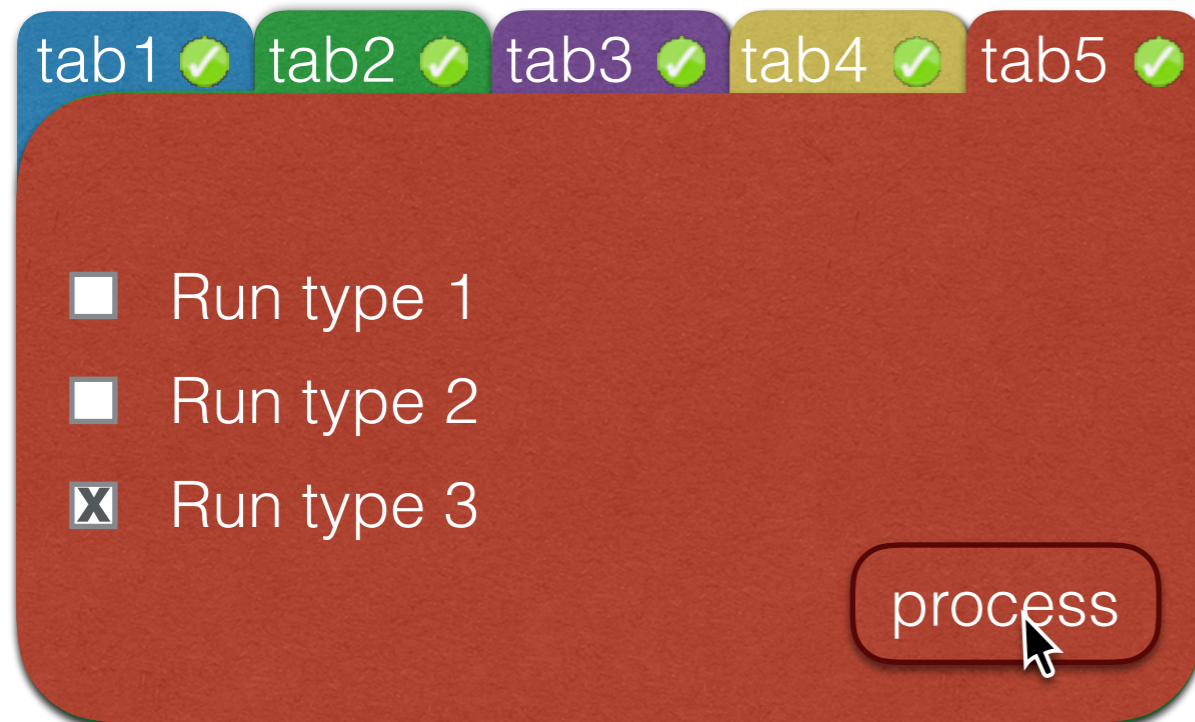 tab1 tab2 tab3 tab4 tab5
Run type 1
Run type 2
X Run type 3
process